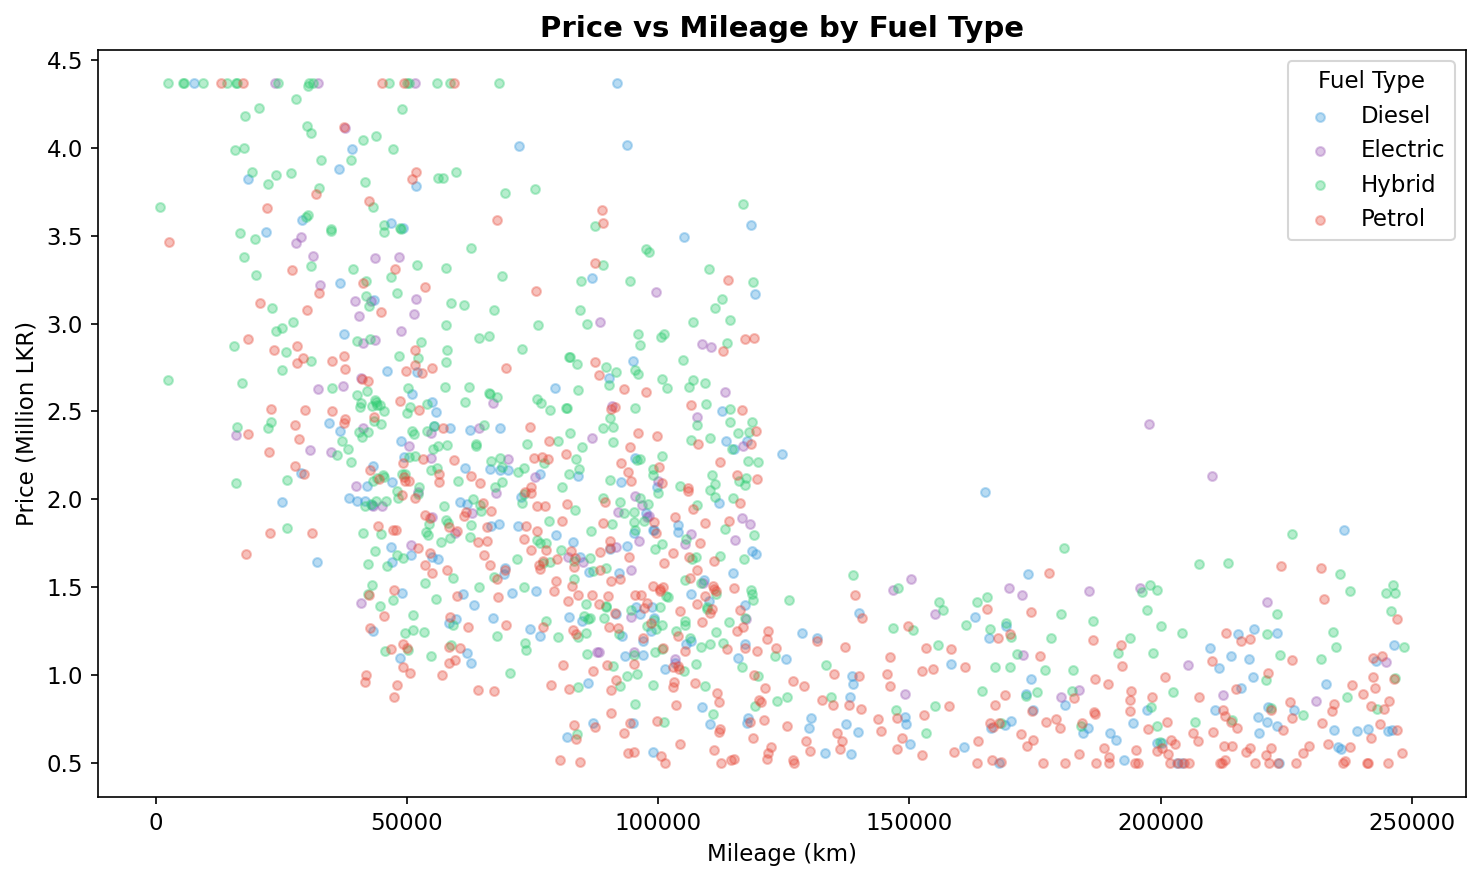 Price vs Mileage by Fuel Type
Price (Million LKR)
4.5
4.0
3.5
3.0
2.5
2.0
1.5
1.0
0.5
Fuel Type
Diesel
Electric
Hybrid
Petrol
0
50000
100000
150000
200000
250000
Mileage (km)